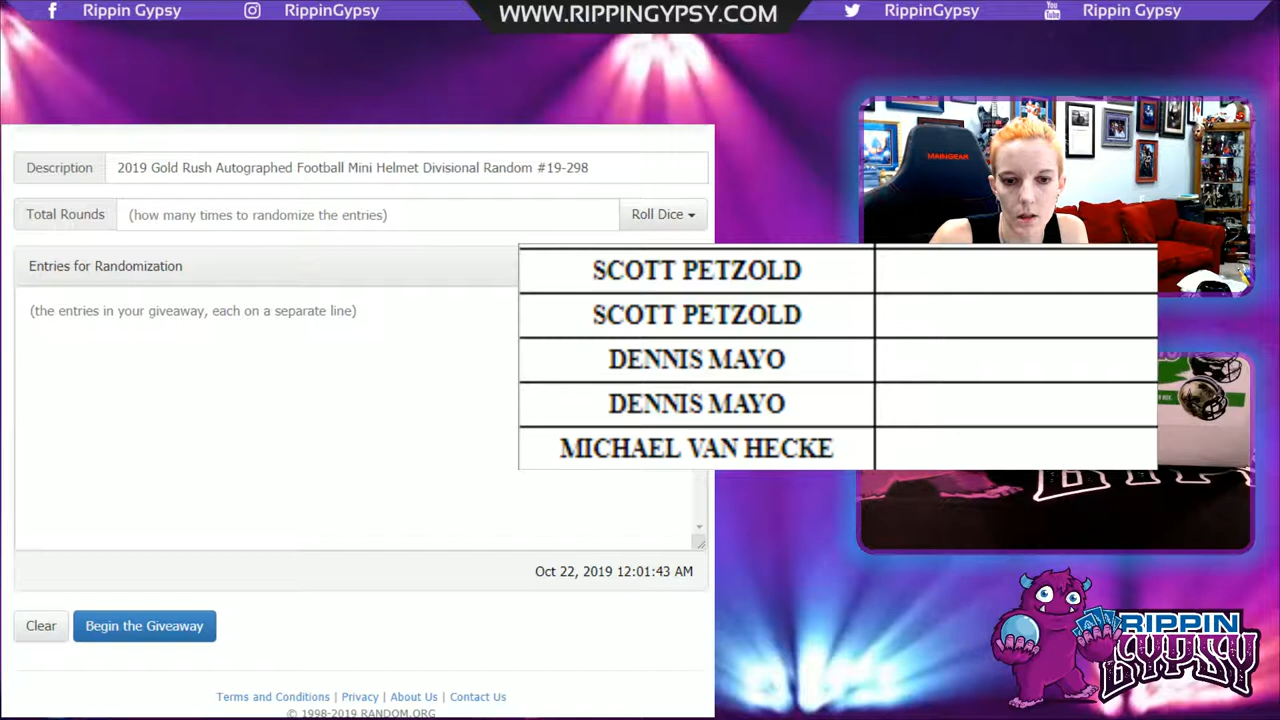 Rippin Gypsy
RippinGypsy
WWW.RIPPINGYPSY.COM
RippinGypsy
You Tube
Rippin Gypsy
Description
2019 Gold Rush Autographed Football Mini Helmet Divisional Random #19-298
Total Rounds
(how many times to randomize the entries)
Roll Dice
Entries for Randomization
(the entries in your giveaway, each on a separate line)
SCOTT PETZOLD
SCOTT PETZOLD
DENNIS MAYO
DENNIS MAYO
MICHAEL VAN HECKE
MAINGEAR
Oct 22, 2019 12:01:43 AM
Clear
Begin the Giveaway
Terms and Conditions
Privacy
About Us
Contact Us
© 1998-2019 RANDOM.ORG
RIPPIN
GYPSY